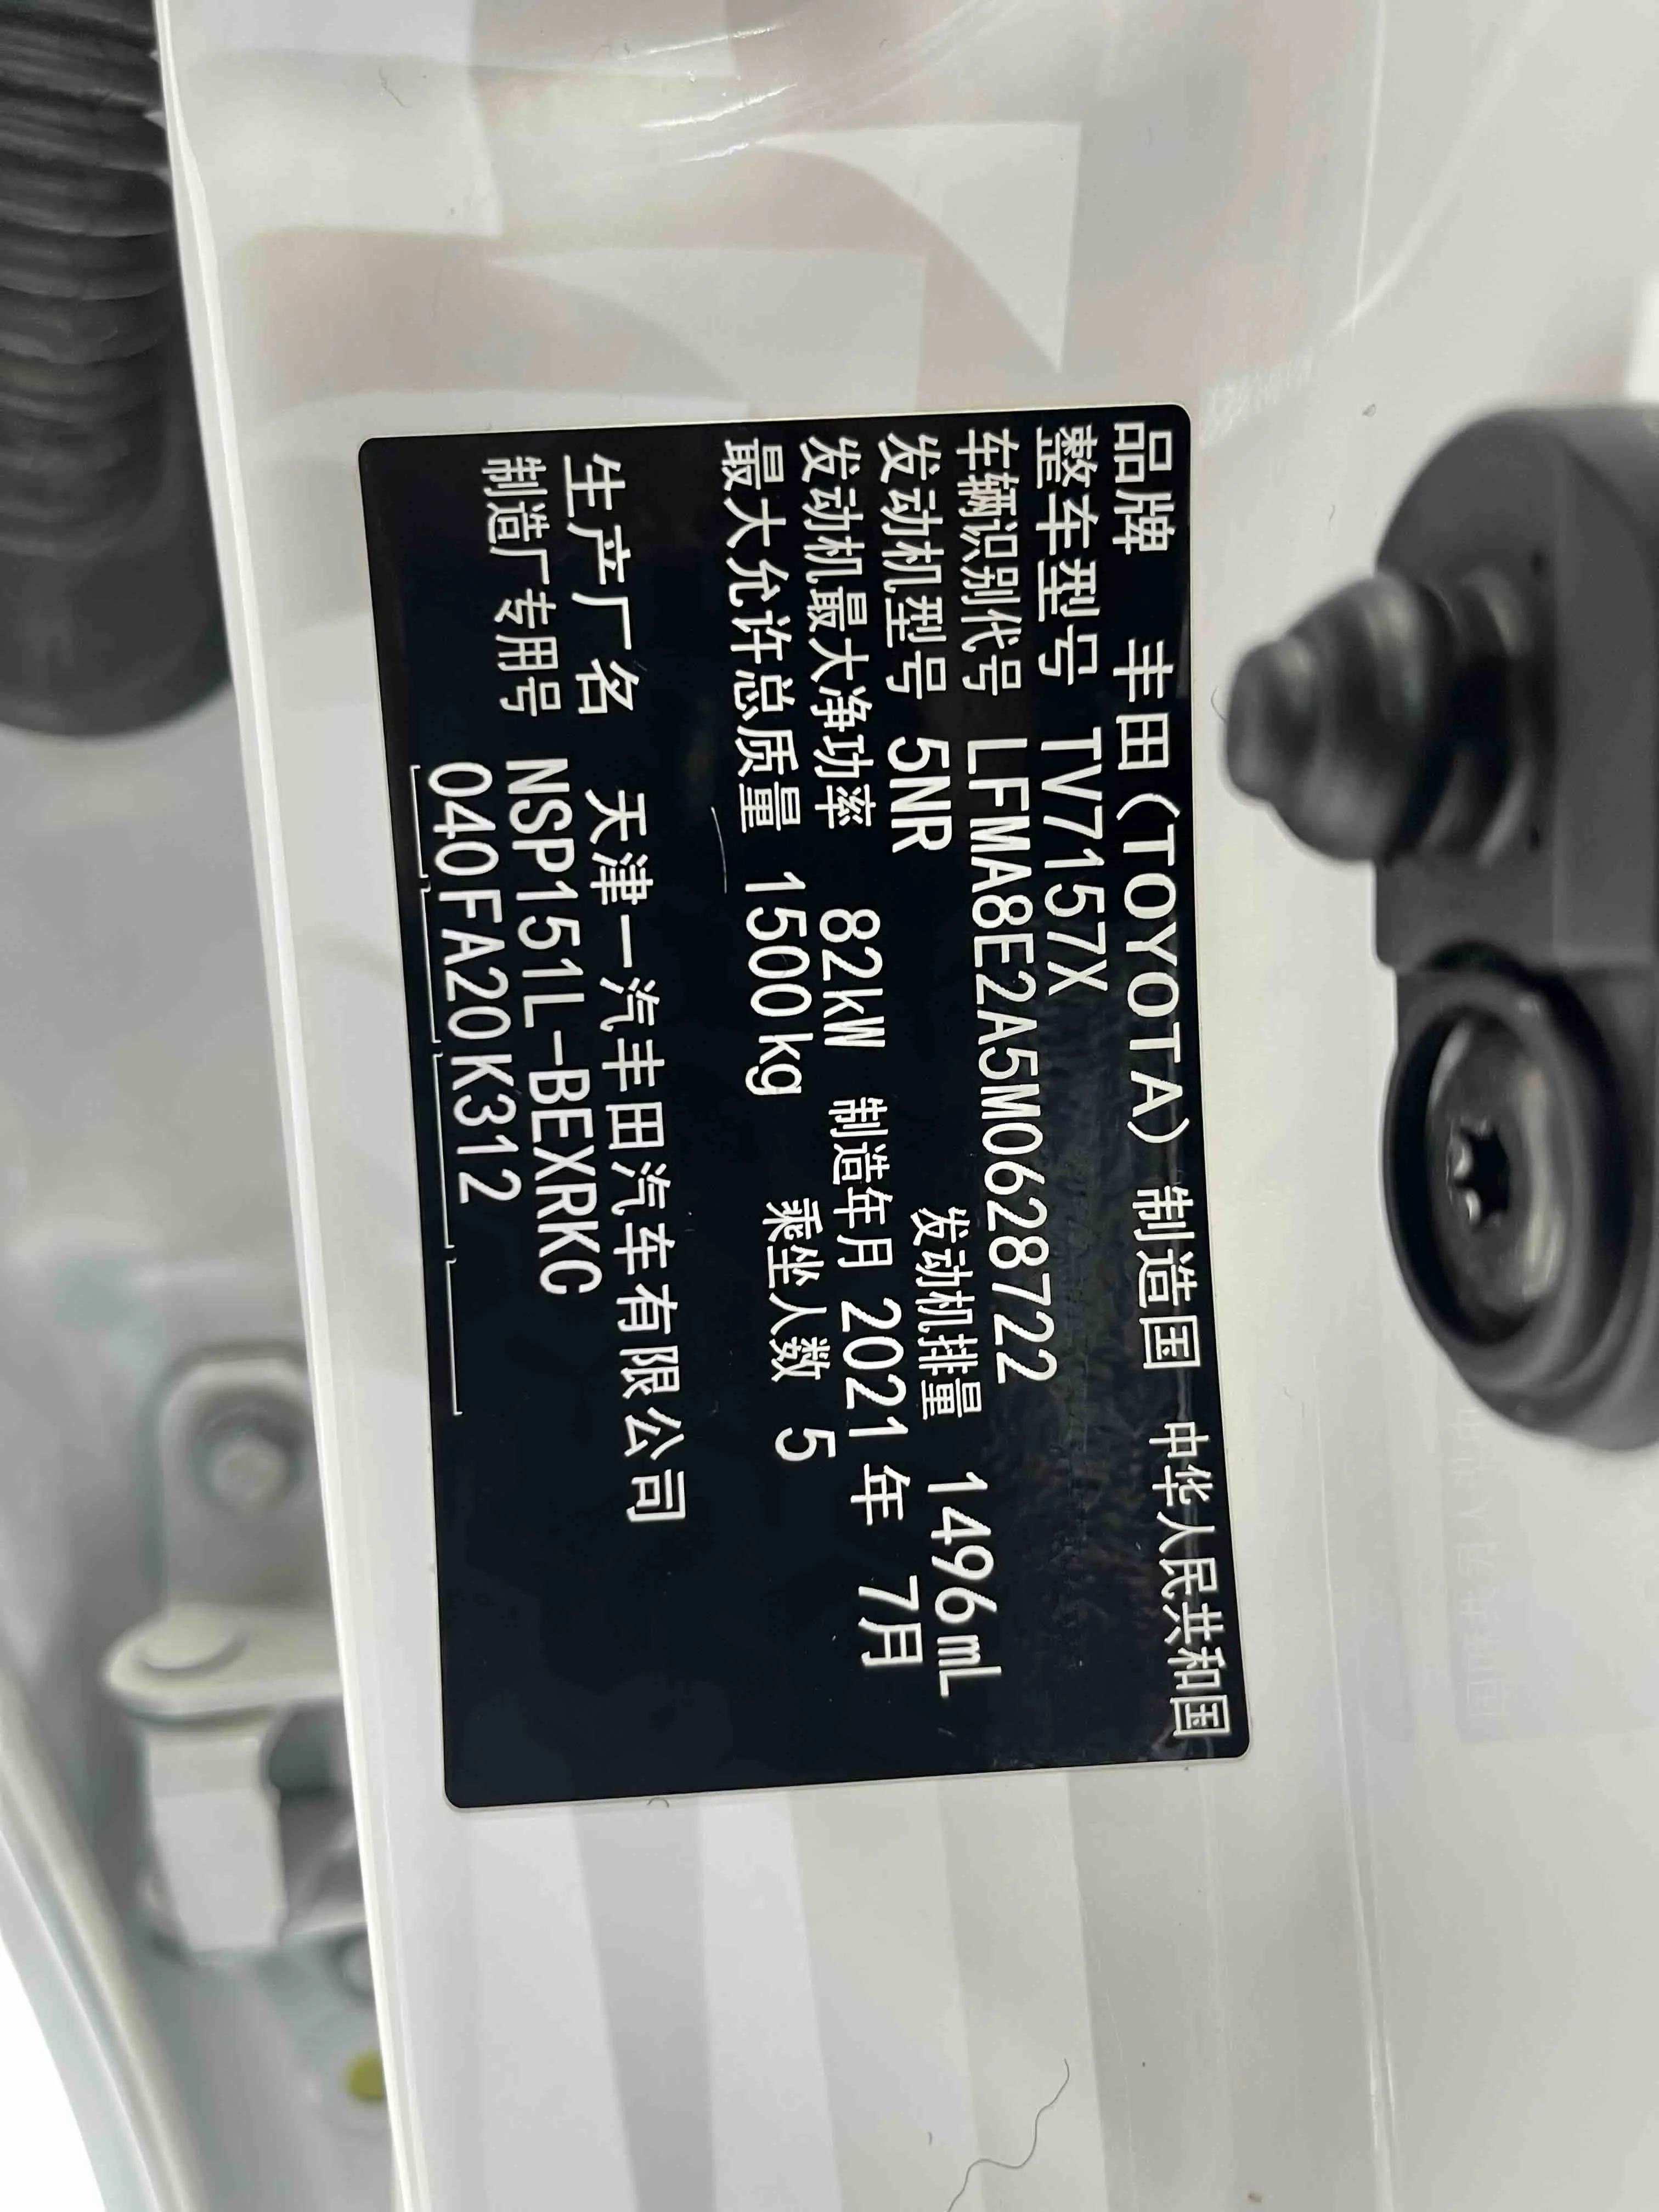 品牌 丰田(TOYOTA) 制造国 中华人民共和国
整车型号 TV7157X
车辆识别代号 LFMA8E2A5M0628722
发动机型号 5NR 发动机排量 1496mL
发动机最大净功率 82kW 制造年月 2021年 7月
最大允许总质量 1500kg 乘坐人数 5
生产厂名 天津一汽丰田汽车有限公司
制造厂专用号 NSP151L-BEXRKC
040FA20K312